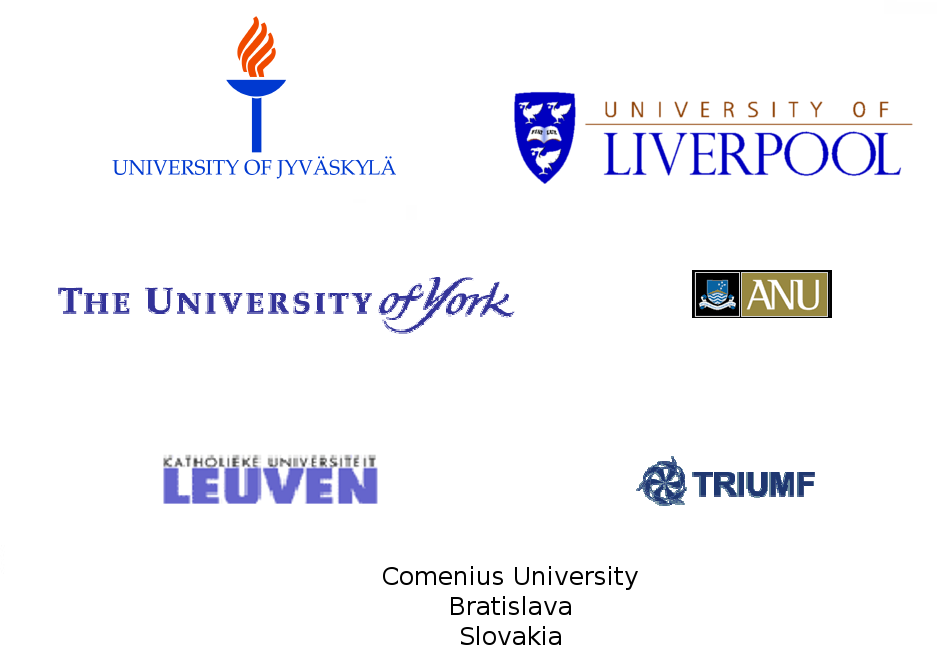 UNIVERSITY OF JYVÄSKYLÄ
UNIVERSITY OF
LIVERPOOL
THE UNIVERSITY of York
ANU
KATHOLIEKE UNIVERSITEIT
LEUVEN
TRIUMF
Comenius University
Bratislava
Slovakia